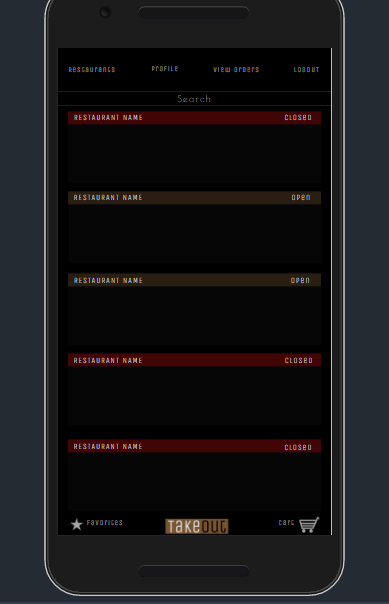 Restaurants Profile View Orders Logout
Search
RESTAURANT NAME CLOSED
RESTAURANT NAME OPEN
RESTAURANT NAME OPEN
RESTAURANT NAME CLOSED
RESTAURANT NAME CLOSED
Favorites TakeOut Cart